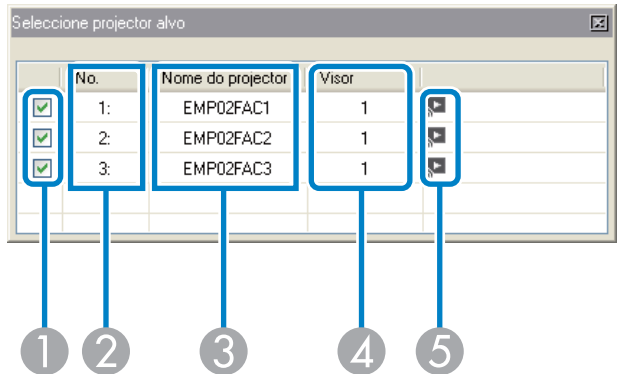 Seleccione projector alvo
No. Nome do projector Visor
1: EMP02FAC1 1
2: EMP02FAC2 1
3: EMP02FAC3 1
1 2 3 4 5